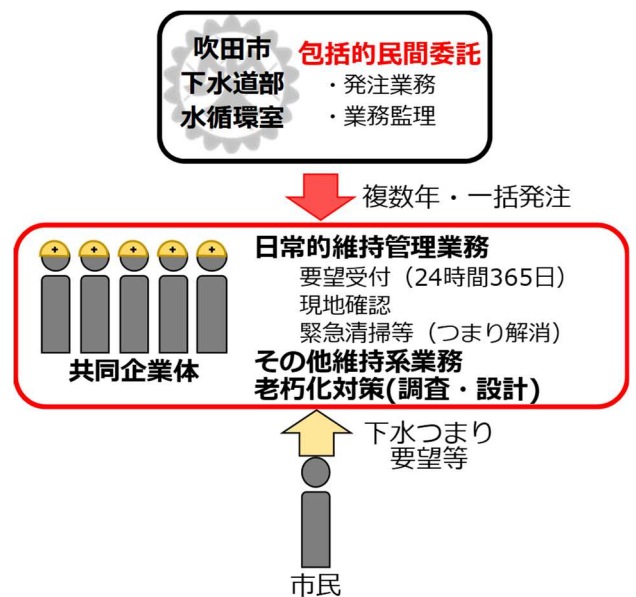 吹田市
下水道部
水循環室
包括的民間委託
・発注業務
・業務監理
複数年・一括発注
日常的維持管理業務
要望受付（24時間365日）
現地確認
緊急清掃等（つまり解消）
その他維持系業務
老朽化対策(調査・設計)
共同企業体
下水つまり
要望等
市民